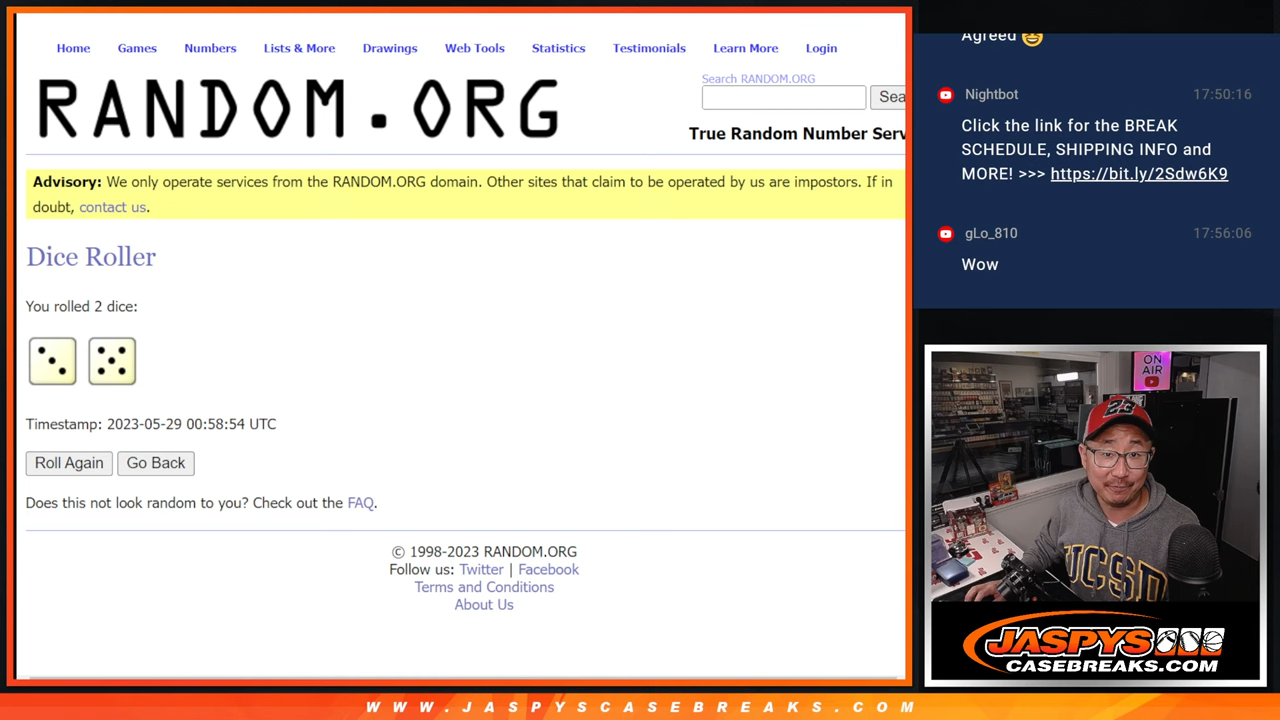 Home Games Numbers Lists & More Drawings Web Tools Statistics Testimonials Learn More Login
RANDOM.ORG
Search RANDOM.ORG
Sea
True Random Number Serv
Advisory: We only operate services from the RANDOM.ORG domain. Other sites that claim to be operated by us are impostors. If in
doubt, contact us.
Dice Roller
You rolled 2 dice:
Timestamp: 2023-05-29 00:58:54 UTC
Roll Again Go Back
Does this not look random to you? Check out the FAQ.
© 1998-2023 RANDOM.ORG
Follow us: Twitter | Facebook
Terms and Conditions
About Us
Agreed 😆
Nightbot 17:50:16
Click the link for the BREAK
SCHEDULE, SHIPPING INFO and
MORE! >>> https://bit.ly/2Sdw6K9
gLo_810 17:56:06
Wow
ON
AIR
23
UCSD
JASPYS
CASEBREAKS.COM
WWW.JASPYSCASEBREAKS.COM